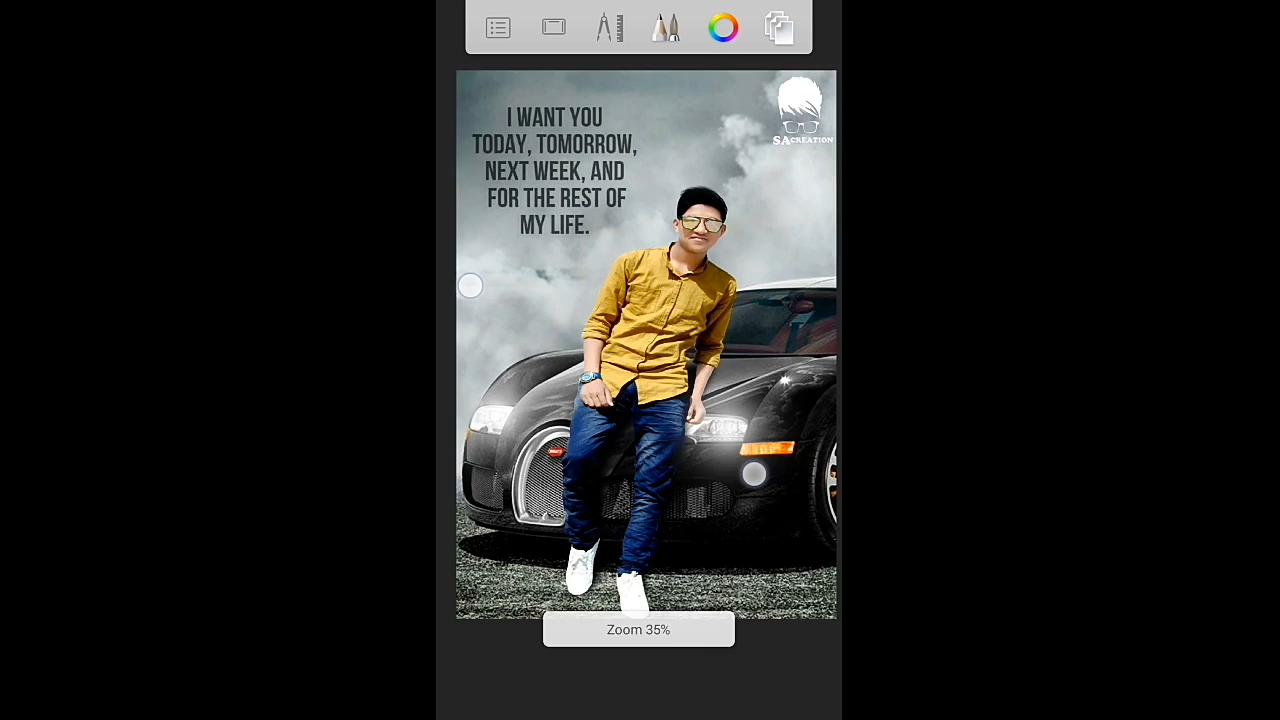 I WANT YOU
TODAY, TOMORROW,
NEXT WEEK, AND
FOR THE REST OF
MY LIFE.
SACREATION
Zoom 35%